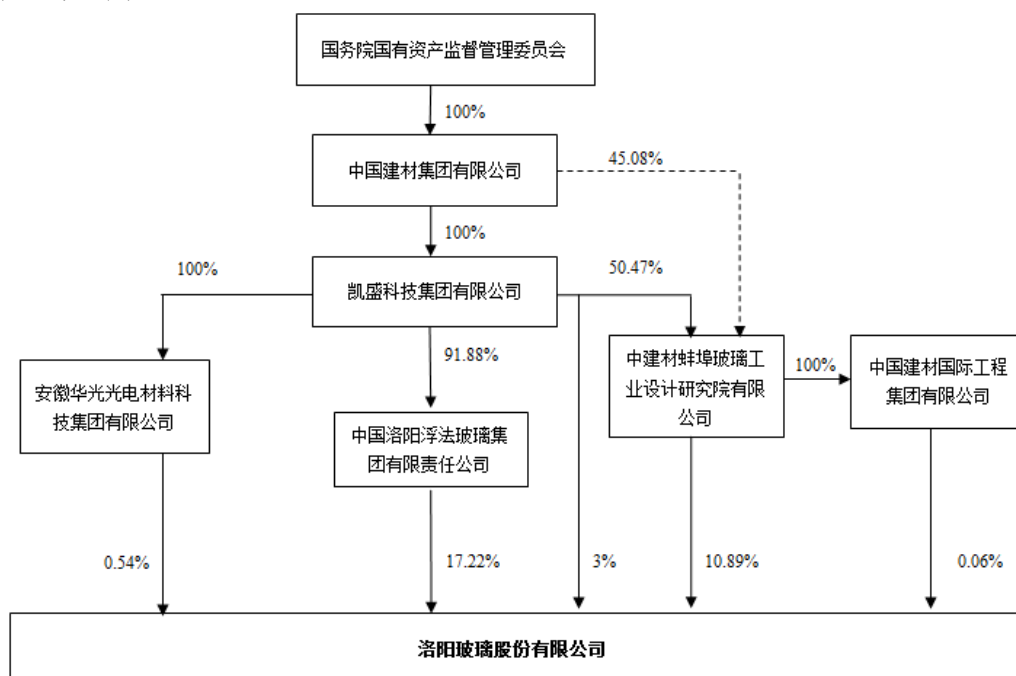 国务院国有资产监督管理委员会
100%
中国建材集团有限公司
45.08%
100%
100%
凯盛科技集团有限公司
50.47%
91.88%
安徽华光光电材料科
技集团有限公司
中国洛阳浮法玻璃集
团有限责任公司
中建材蚌埠玻璃工
业设计研究院有限
公司
100%
中国建材国际工程
集团有限公司
0.54%
17.22%
3%
10.89%
0.06%
洛阳玻璃股份有限公司